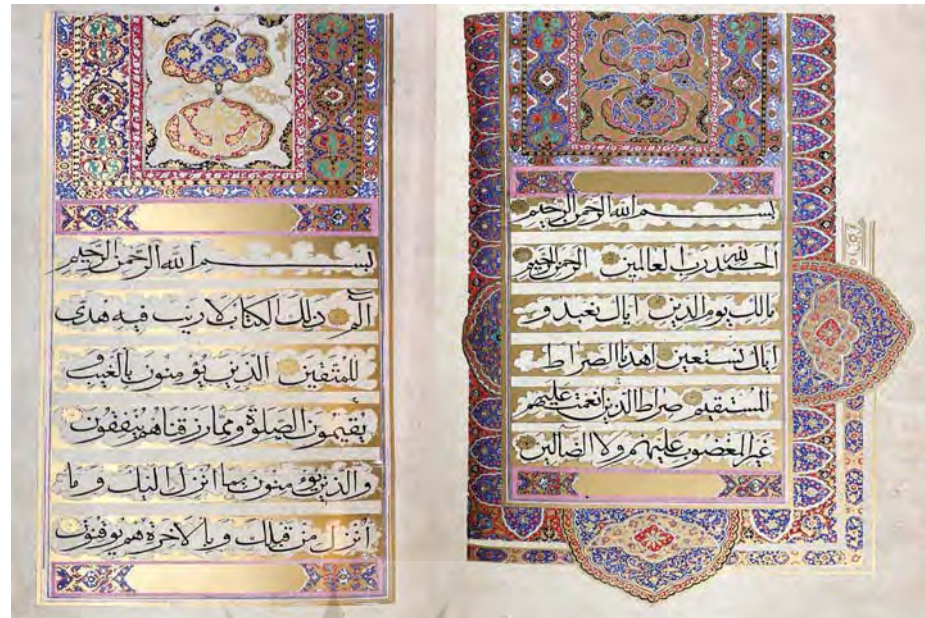 بسم الله الرحمن الرحيم
الحمد لله رب العالمين الرحمن الرحيم
مالك يوم الدين اياك نعبد و
اياك نستعين اهدنا الصراط
المستقيم صراط الذين انعمت عليهم
غير المغضوب عليهم ولا الضالين
بسم الله الرحمن الرحيم
الم ذلك الكتاب لا ريب فيه هدى
للمتقين الذين يؤمنون بالغيب و
يقيمون الصلوة ومما رزقناهم ينفقون
والذين يؤمنون بما انزل اليك و ما
انزل من قبلك و بالاخرة هم يوقنون